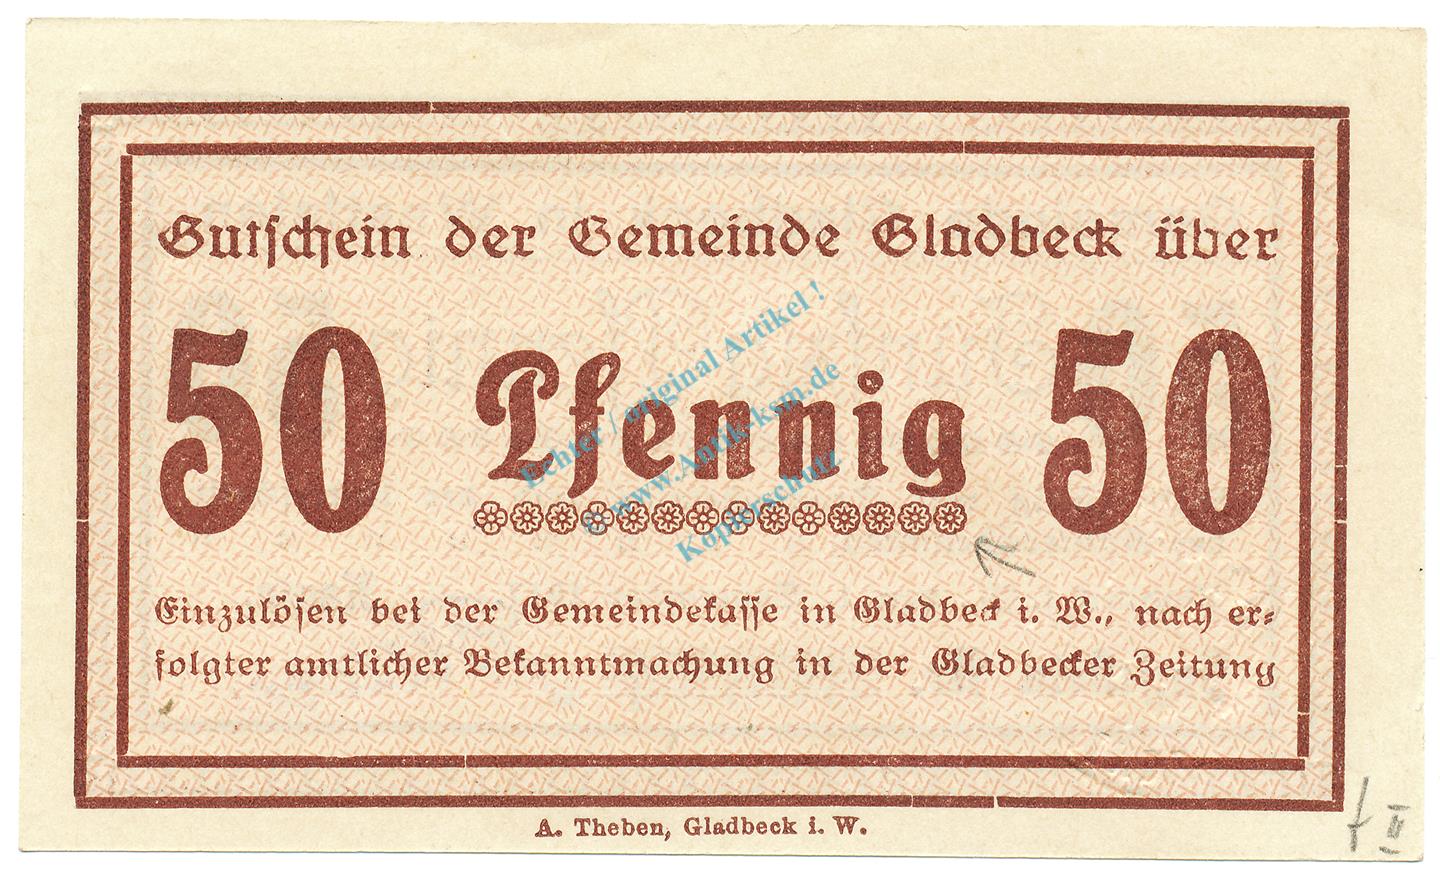 Gutschein der Gemeinde Gladbeck über
50 Pfennig 50
Echter / original Artikel !
© www.Antik-ksm.de
Kopierschutz
Einzulösen bei der Gemeindekasse in Gladbeck i. W., nach er=
folgter amtlicher Bekanntmachung in der Gladbecker Zeitung
A. Theben, Gladbeck i. W.
f II